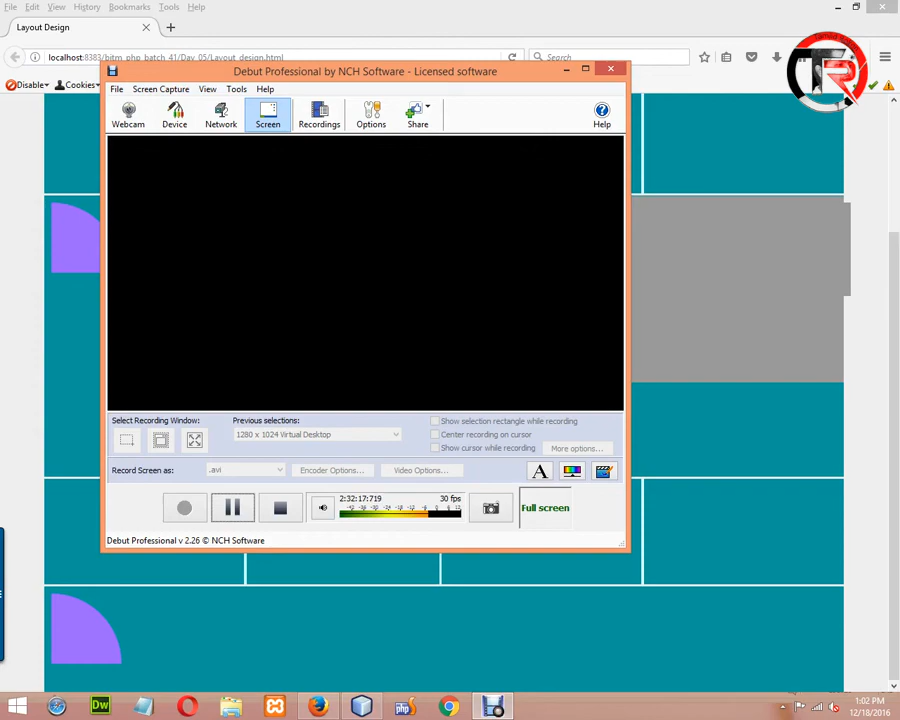 File Edit View History Bookmarks Tools Help
Layout Design
localhost:8383/bitm_php_batch_41/Day_05/Layout_design.html
Search
Disable
Cookies
Debut Professional by NCH Software - Licensed software
File Screen Capture View Tools Help
Webcam Device Network Screen Recordings Options Share Help
Select Recording Window:
Previous selections:
1280 x 1024 Virtual Desktop
Show selection rectangle while recording
Center recording on cursor
Show cursor while recording
More options...
Record Screen as:
.avi
Encoder Options...
Video Options...
A
2:32:17:719
30 fps
Full screen
Debut Professional v 2.26 © NCH Software
Dw
php
1:02 PM
12/18/2016